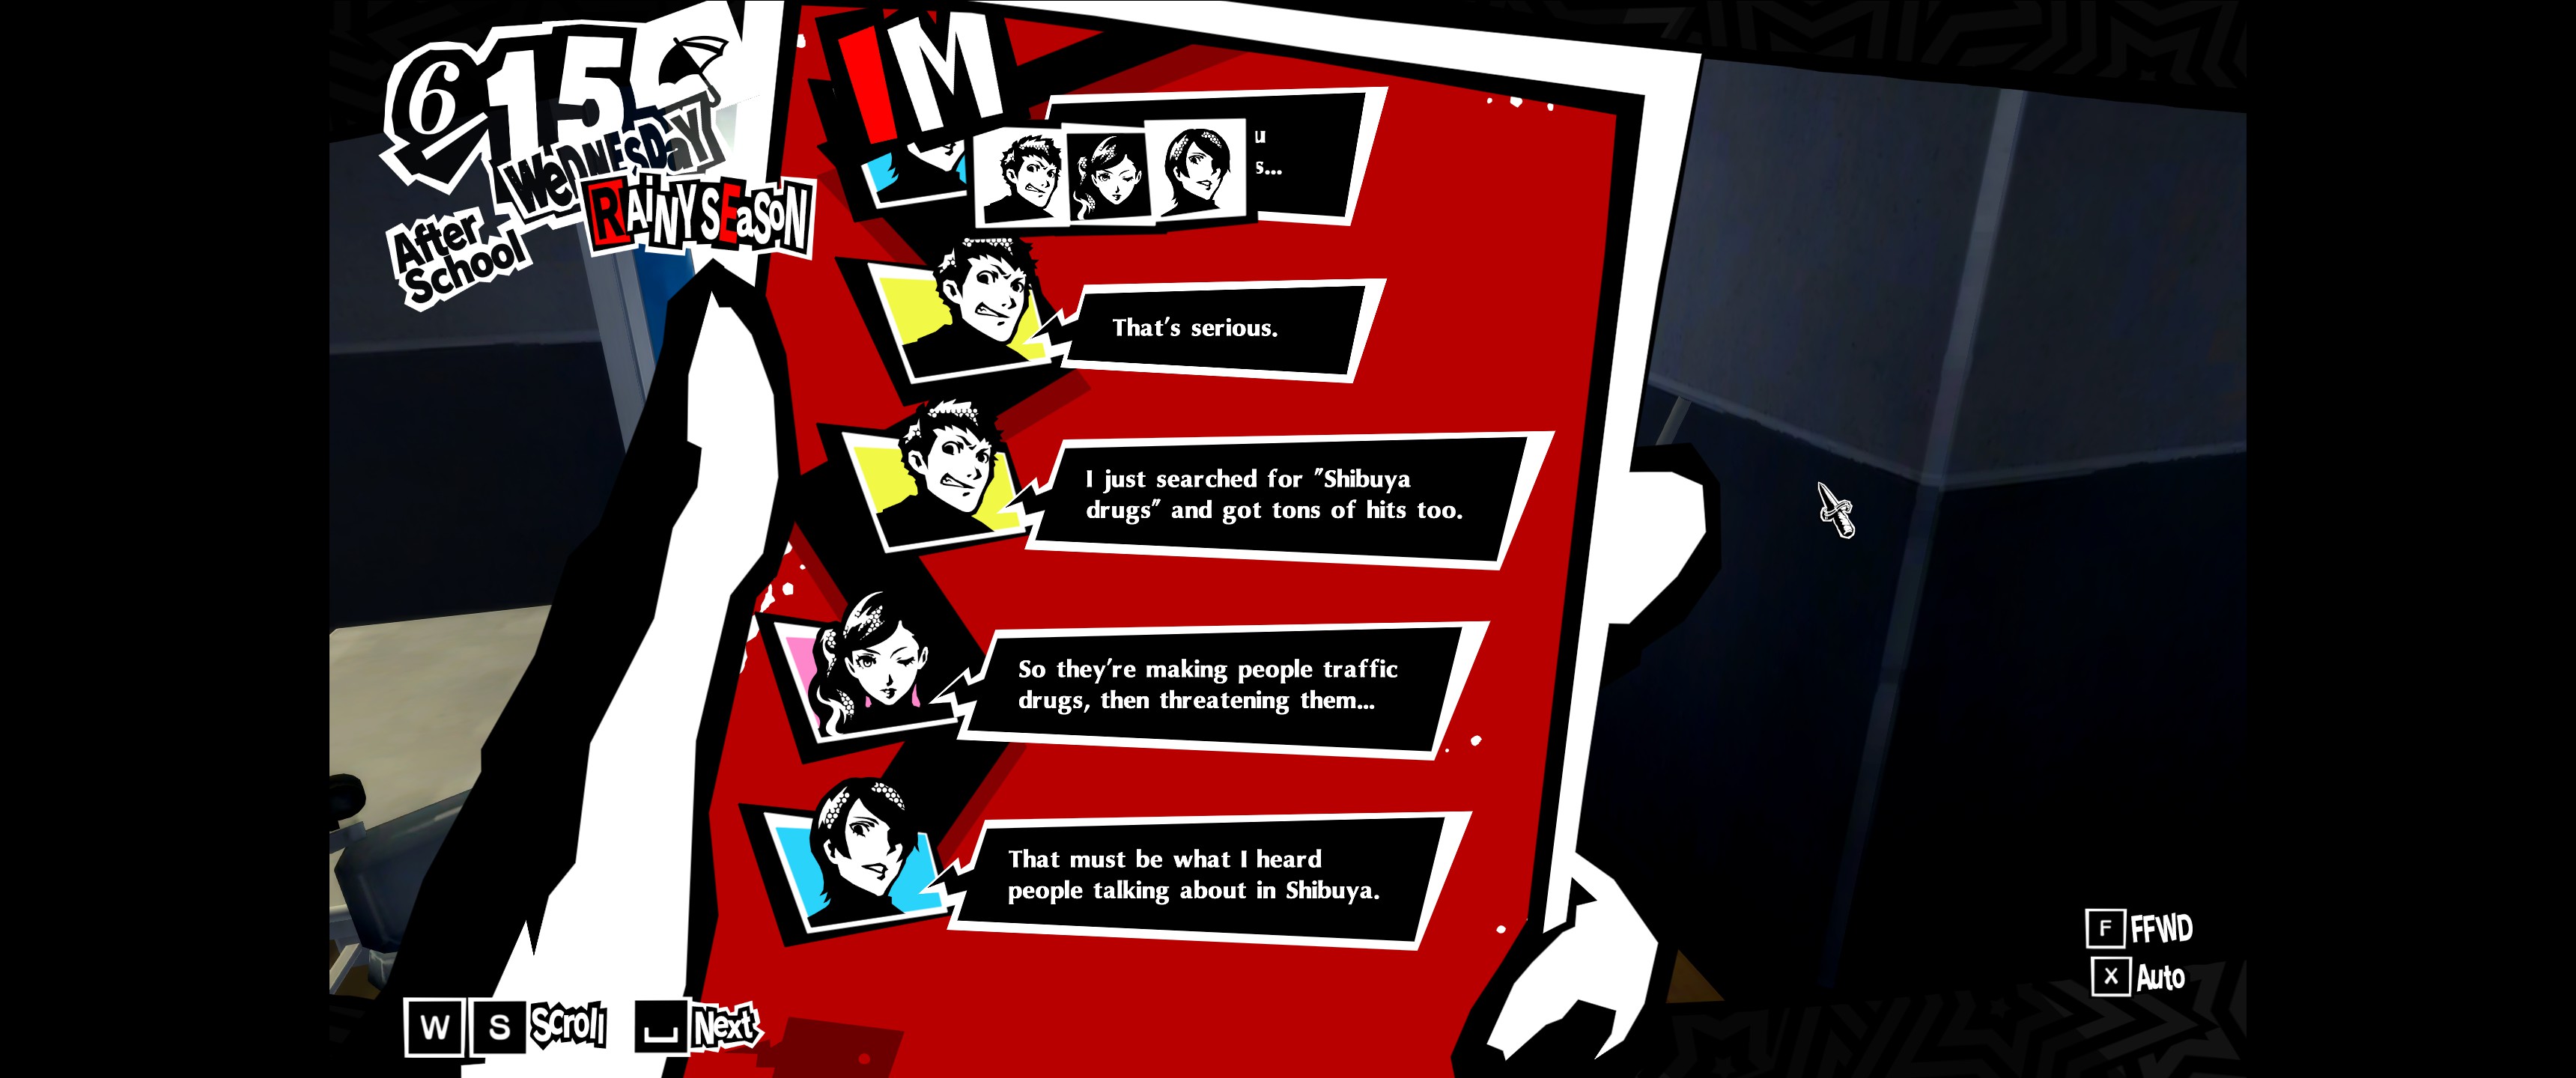 6/15
Wednesday
Rainy Season
After
School
IM
u
s...
That's serious.
I just searched for "Shibuya
drugs" and got tons of hits too.
So they're making people traffic
drugs, then threatening them...
That must be what I heard
people talking about in Shibuya.
F FFWD
X Auto
W S Scroll Next